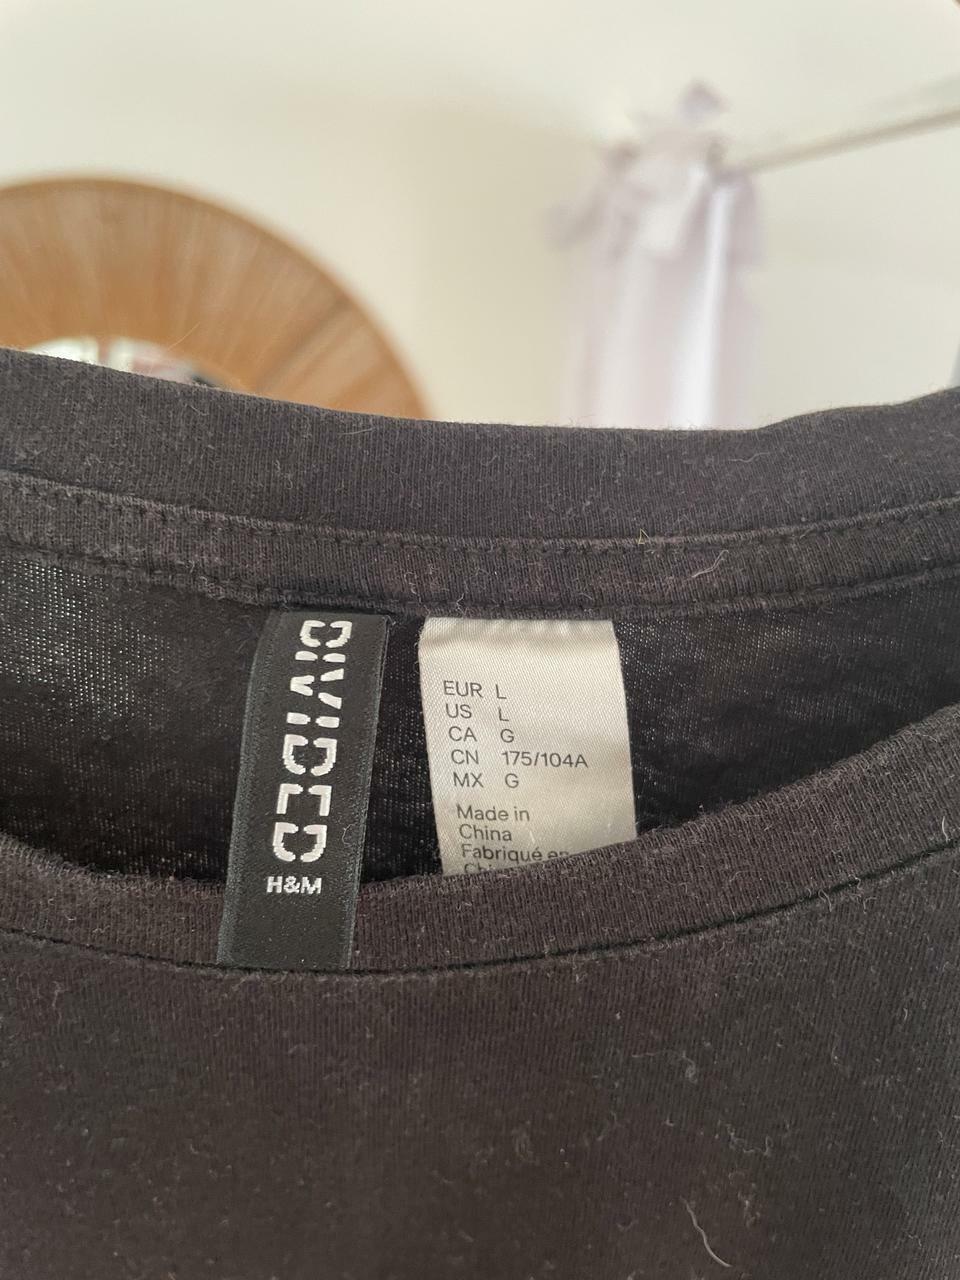 DIVIDED
H&M
EUR L
US L
CA G
CN 175/104A
MX G
Made in
China
Fabriqué en